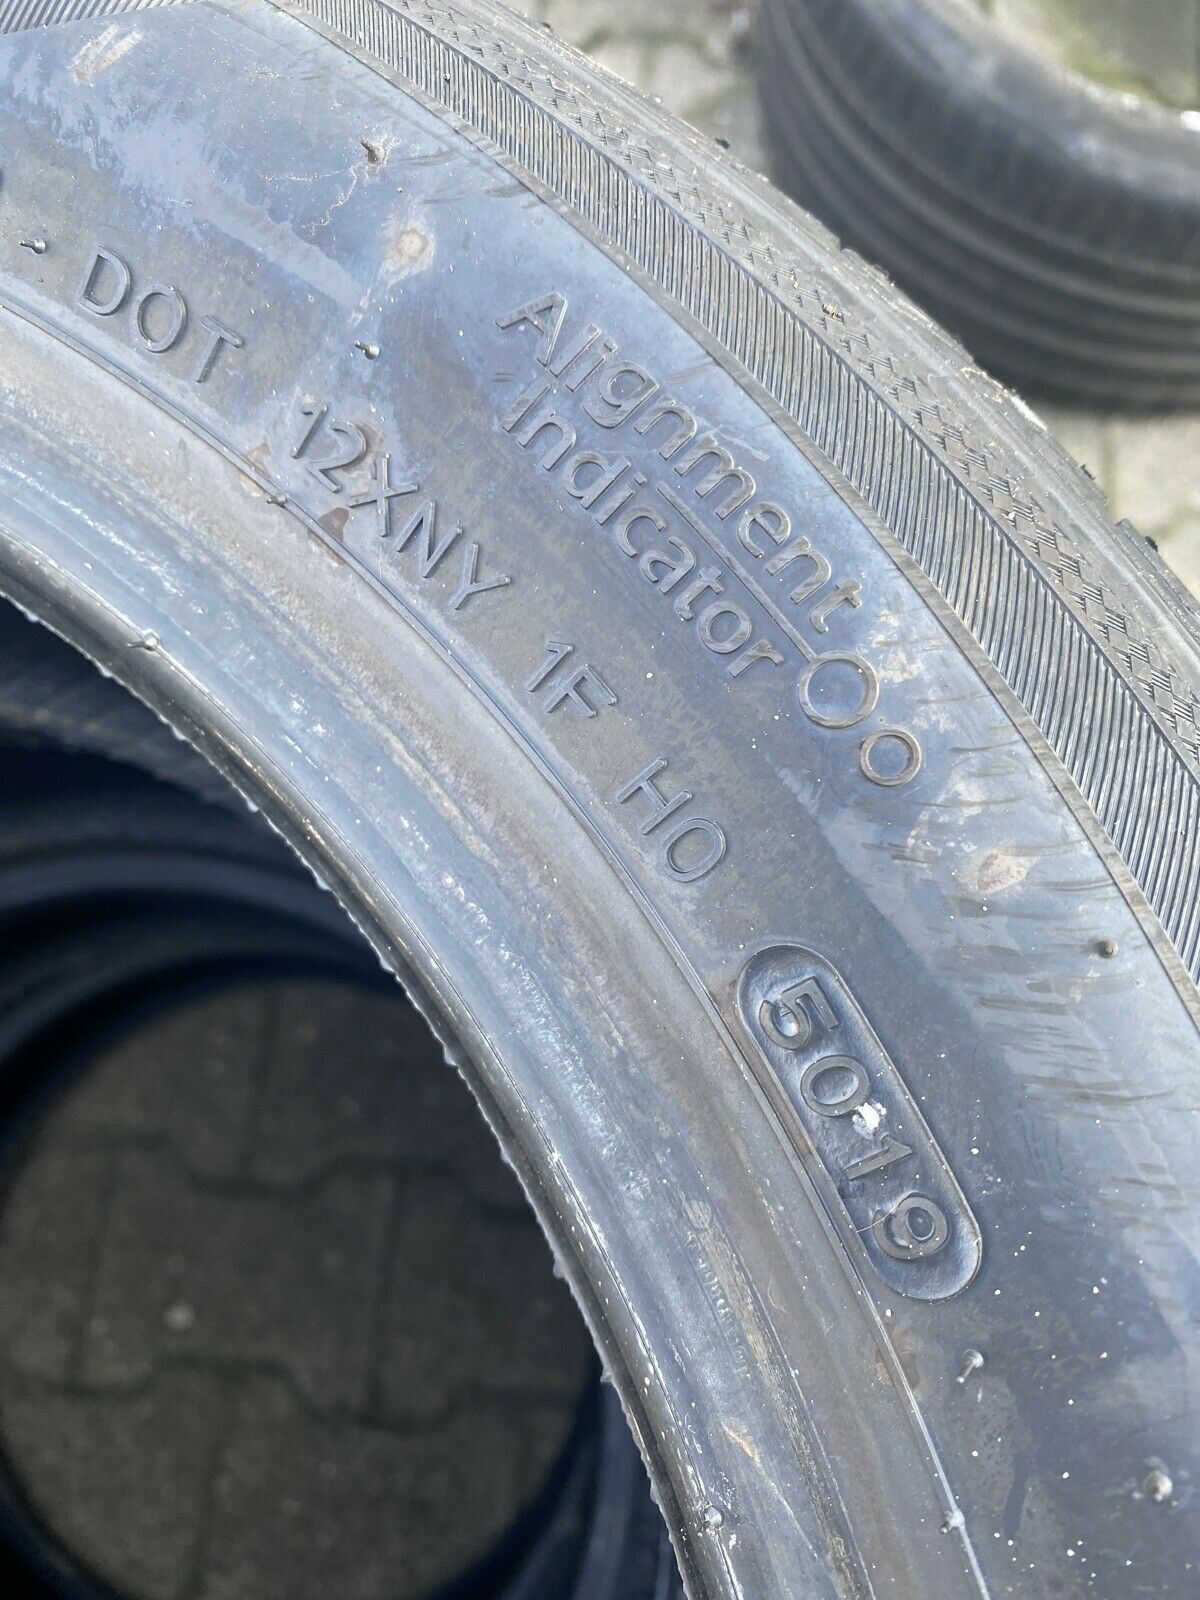 Alignment
Indicator
DOT 12XNY 1F H0 5019